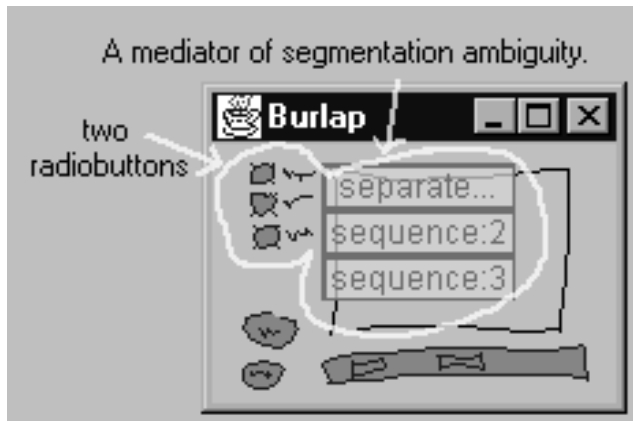 A mediator of segmentation ambiguity.
Burlap
two
radiobuttons
separate...
sequence:2
sequence:3